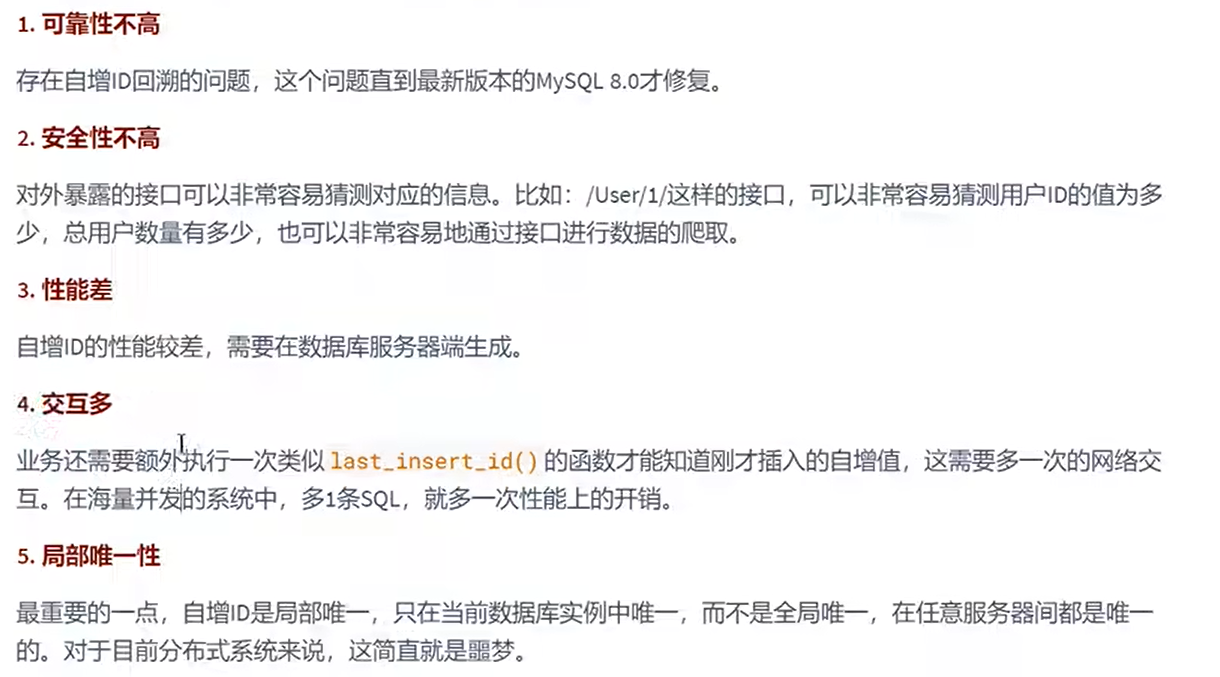 1. 可靠性不高
存在自增ID回溯的问题，这个问题直到最新版本的MySQL 8.0才修复。
2. 安全性不高
对外暴露的接口可以非常容易猜测对应的信息。比如：/User/1/这样的接口，可以非常容易猜测用户ID的值为多
少，总用户数量有多少，也可以非常容易地通过接口进行数据的爬取。
3. 性能差
自增ID的性能较差，需要在数据库服务器端生成。
4. 交互多
业务还需要额外执行一次类似 last_insert_id() 的函数才能知道刚才插入的自增值，这需要多一次的网络交
互。在海量并发的系统中，多1条SQL，就多一次性能上的开销。
5. 局部唯一性
最重要的一点，自增ID是局部唯一，只在当前数据库实例中唯一，而不是全局唯一，在任意服务器间都是唯一
的。对于目前分布式系统来说，这简直就是噩梦。